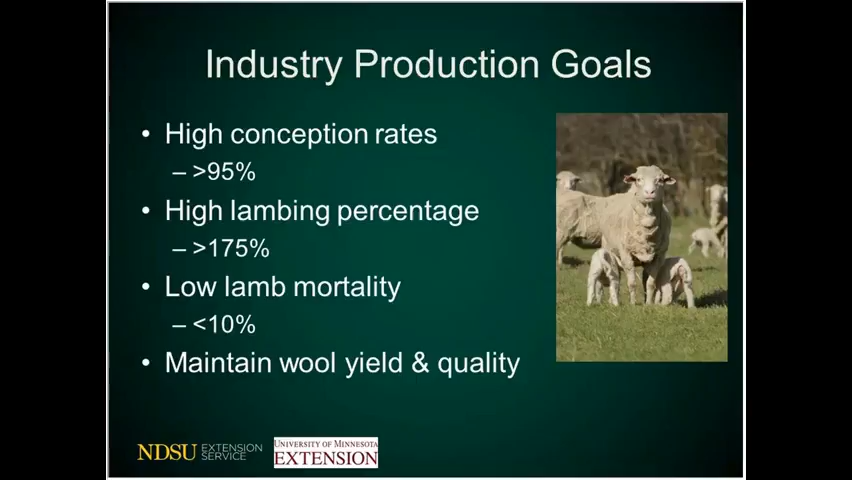 Industry Production Goals
• High conception rates
– >95%
• High lambing percentage
– >175%
• Low lamb mortality
– <10%
• Maintain wool yield & quality
NDSU EXTENSION SERVICE
UNIVERSITY OF MINNESOTA
EXTENSION